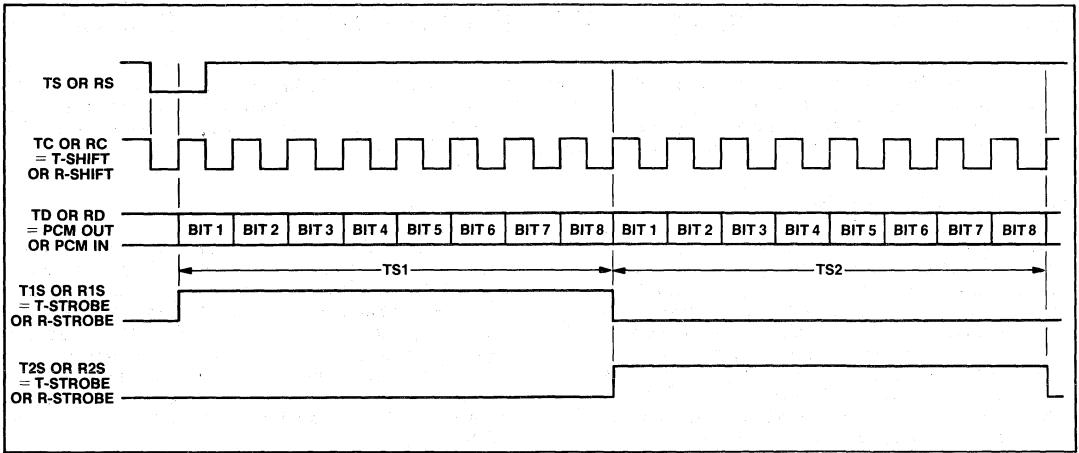 TS OR RS
TC OR RC
= T-SHIFT
OR R-SHIFT
TD OR RD
= PCM OUT
OR PCM IN
BIT 1 BIT 2 BIT 3 BIT 4 BIT 5 BIT 6 BIT 7 BIT 8 BIT 1 BIT 2 BIT 3 BIT 4 BIT 5 BIT 6 BIT 7 BIT 8
TS1 TS2
T1S OR R1S
= T-STROBE
OR R-STROBE
T2S OR R2S
= T-STROBE
OR R-STROBE